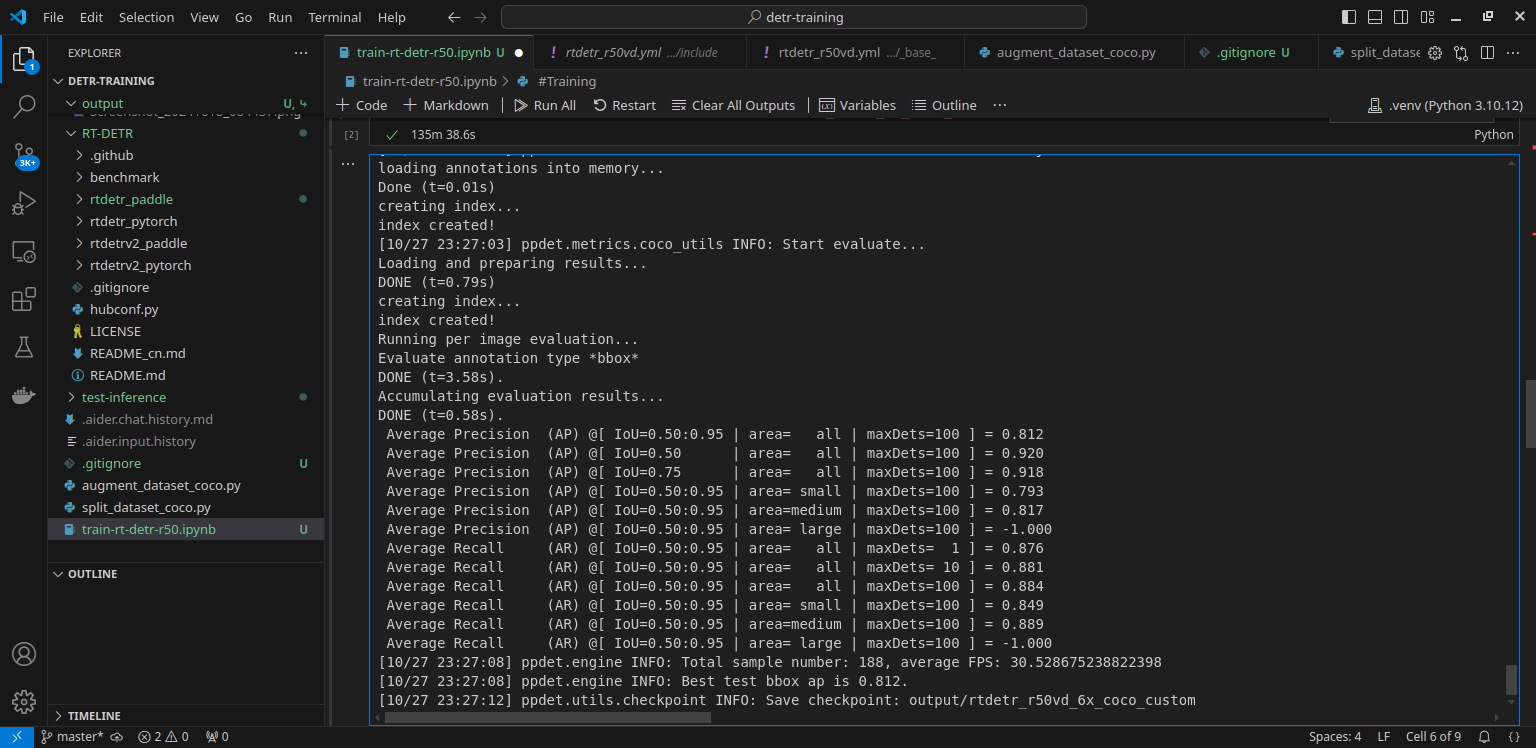 File Edit Selection View Go Run Terminal Help
detr-training
EXPLORER
train-rt-detr-r50.ipynb U
rtdetr_r50vd.yml .../include
rtdetr_r50vd.yml .../_base_
augment_dataset_coco.py
.gitignore U
split_datase
DETR-TRAINING
train-rt-detr-r50.ipynb > #Training
output U,
Code Markdown Run All Restart Clear All Outputs Variables Outline .venv (Python 3.10.12)
RT-DETR
[2] 135m 38.6s Python
.github
benchmark
rtdetr_paddle
rtdetr_pytorch
rtdetrv2_paddle
rtdetrv2_pytorch
.gitignore
hubconf.py
LICENSE
README_cn.md
README.md
test-inference
.aider.chat.history.md
.aider.input.history
.gitignore U
augment_dataset_coco.py
split_dataset_coco.py
train-rt-detr-r50.ipynb U
OUTLINE
TIMELINE
1
3K+
loading annotations into memory...
Done (t=0.01s)
creating index...
index created!
[10/27 23:27:03] ppdet.metrics.coco_utils INFO: Start evaluate...
Loading and preparing results...
DONE (t=0.79s)
creating index...
index created!
Running per image evaluation...
Evaluate annotation type *bbox*
DONE (t=3.58s).
Accumulating evaluation results...
DONE (t=0.58s).
Average Precision  (AP) @[ IoU=0.50:0.95 | area=   all | maxDets=100 ] = 0.812
Average Precision  (AP) @[ IoU=0.50      | area=   all | maxDets=100 ] = 0.920
Average Precision  (AP) @[ IoU=0.75      | area=   all | maxDets=100 ] = 0.918
Average Precision  (AP) @[ IoU=0.50:0.95 | area= small | maxDets=100 ] = 0.793
Average Precision  (AP) @[ IoU=0.50:0.95 | area=medium | maxDets=100 ] = 0.817
Average Precision  (AP) @[ IoU=0.50:0.95 | area= large | maxDets=100 ] = -1.000
Average Recall     (AR) @[ IoU=0.50:0.95 | area=   all | maxDets=  1 ] = 0.876
Average Recall     (AR) @[ IoU=0.50:0.95 | area=   all | maxDets= 10 ] = 0.881
Average Recall     (AR) @[ IoU=0.50:0.95 | area=   all | maxDets=100 ] = 0.884
Average Recall     (AR) @[ IoU=0.50:0.95 | area= small | maxDets=100 ] = 0.849
Average Recall     (AR) @[ IoU=0.50:0.95 | area=medium | maxDets=100 ] = 0.889
Average Recall     (AR) @[ IoU=0.50:0.95 | area= large | maxDets=100 ] = -1.000
[10/27 23:27:08] ppdet.engine INFO: Total sample number: 188, average FPS: 30.528675238822398
[10/27 23:27:08] ppdet.engine INFO: Best test bbox ap is 0.812.
[10/27 23:27:12] ppdet.utils.checkpoint INFO: Save checkpoint: output/rtdetr_r50vd_6x_coco_custom
master* 2 0 0 Spaces: 4 LF Cell 6 of 9 {}